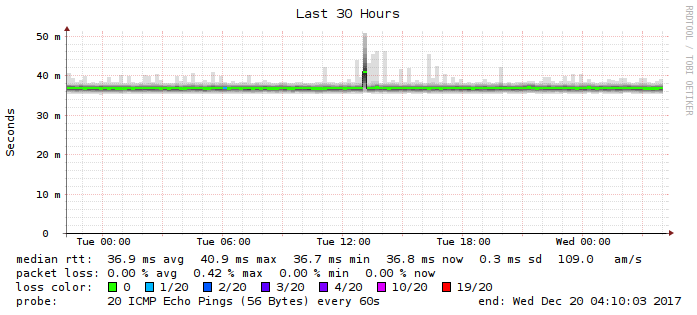 Last 30 Hours
RRDTOOL / TOBI OETIKER
Seconds
50 m
40 m
30 m
20 m
10 m
0
Tue 00:00 Tue 06:00 Tue 12:00 Tue 18:00 Wed 00:00
median rtt: 36.9 ms avg 40.9 ms max 36.7 ms min 36.8 ms now 0.3 ms sd 109.0 am/s
packet loss: 0.00 % avg 0.42 % max 0.00 % min 0.00 % now
loss color: 0 1/20 2/20 3/20 4/20 10/20 19/20
probe: 20 ICMP Echo Pings (56 Bytes) every 60s end: Wed Dec 20 04:10:03 2017